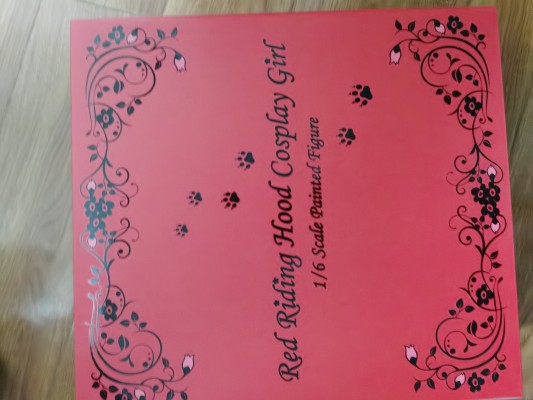 Red Riding Hood Cosplay Girl
1/6 Scale Painted Figure